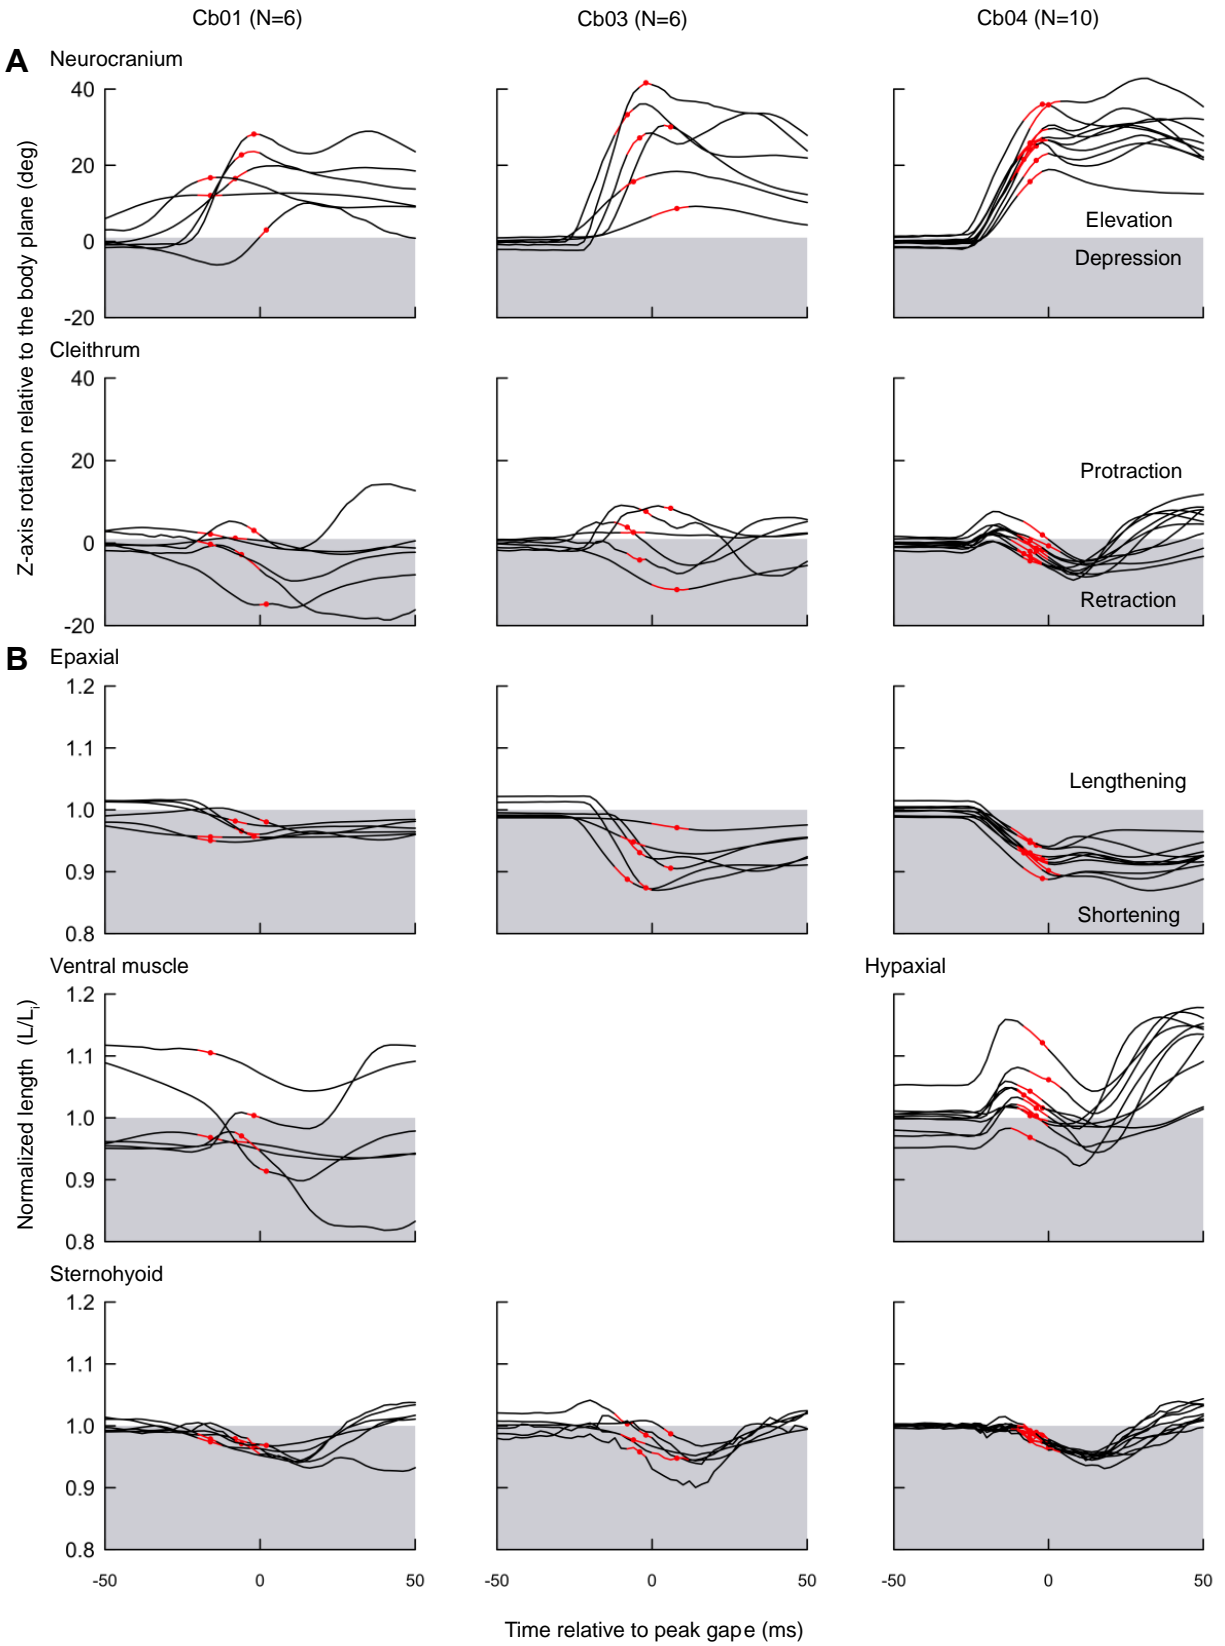 Cb01 (N=6)
Cb03 (N=6)
Cb04 (N=10)
A
Neurocranium
40
20
0
-20
Elevation
Depression
Cleithrum
40
20
0
-20
Protraction
Retraction
Z-axis rotation relative to the body plane (deg)
B
Epaxial
1.2
1.1
1.0
0.9
0.8
Lengthening
Shortening
Ventral muscle
1.2
1.1
1.0
0.9
0.8
Hypaxial
Sternohyoid
1.2
1.1
1.0
0.9
0.8
Normalized length (L/Li)
-50 0 50
-50 0 50
-50 0 50
Time relative to peak gape (ms)